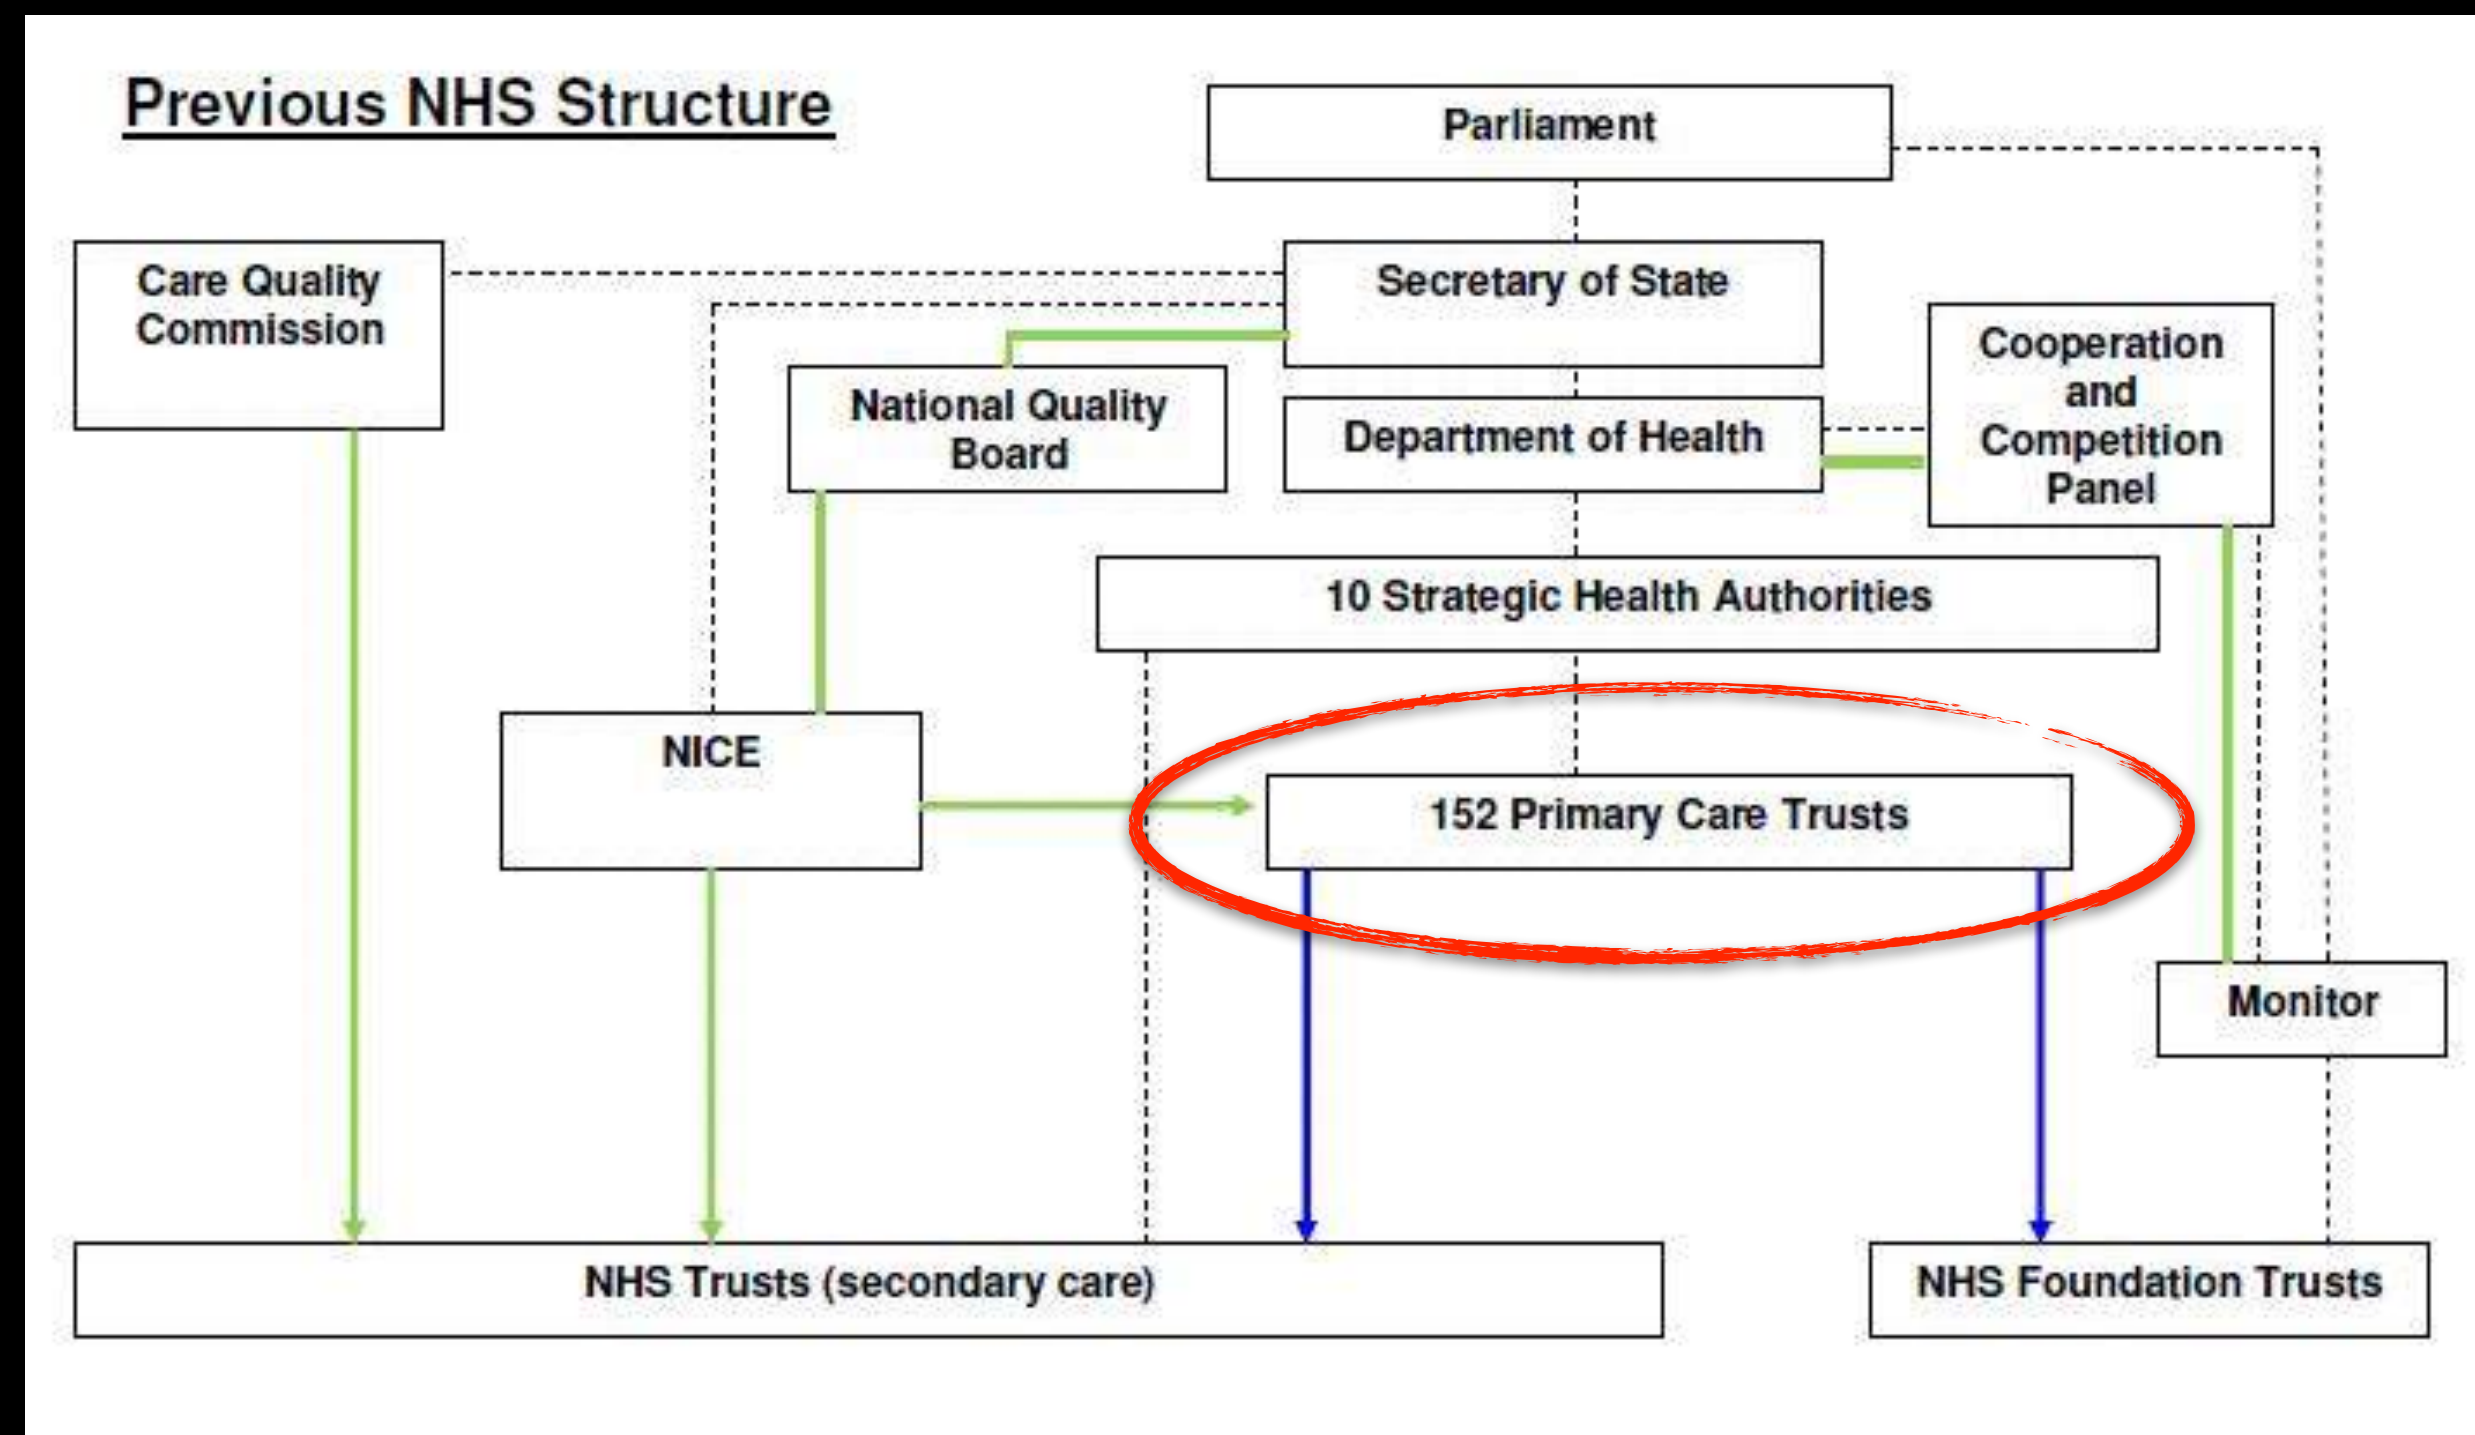 Previous NHS Structure
Parliament
Care Quality
Commission
Secretary of State
Cooperation
and
Competition
Panel
National Quality
Board
Department of Health
10 Strategic Health Authorities
NICE
152 Primary Care Trusts
Monitor
NHS Trusts (secondary care)
NHS Foundation Trusts